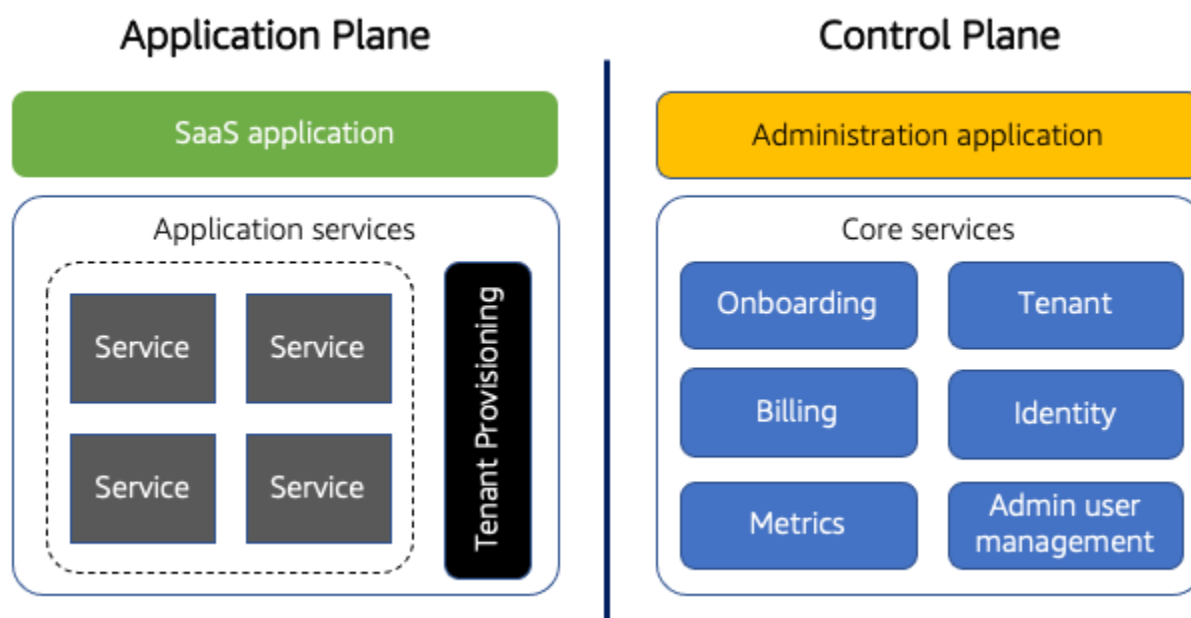 Application Plane
SaaS application
Application services
Service
Service
Service
Service
Tenant Provisioning
Control Plane
Administration application
Core services
Onboarding
Tenant
Billing
Identity
Metrics
Admin user
management